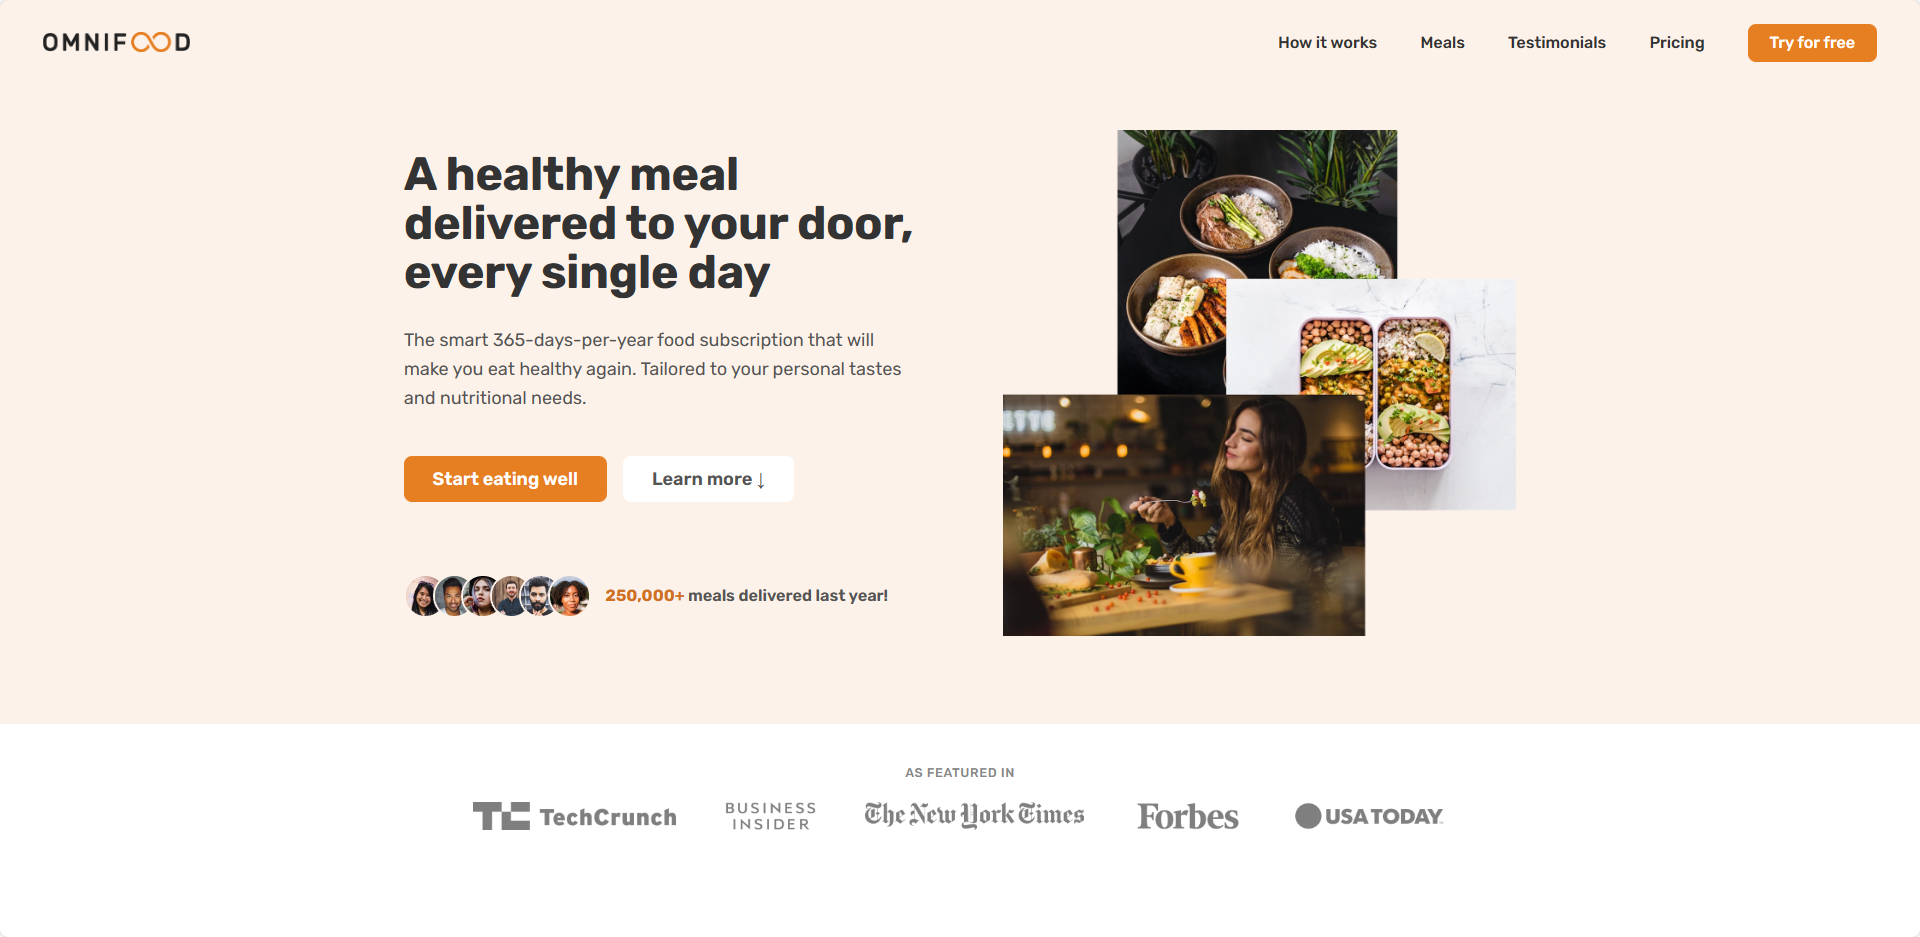 OMNIFOOD
How it works
Meals
Testimonials
Pricing
Try for free
A healthy meal
delivered to your door,
every single day
The smart 365-days-per-year food subscription that will
make you eat healthy again. Tailored to your personal tastes
and nutritional needs.
Start eating well
Learn more ↓
250,000+ meals delivered last year!
AS FEATURED IN
TC TechCrunch
BUSINESS
INSIDER
The New York Times
Forbes
USA TODAY